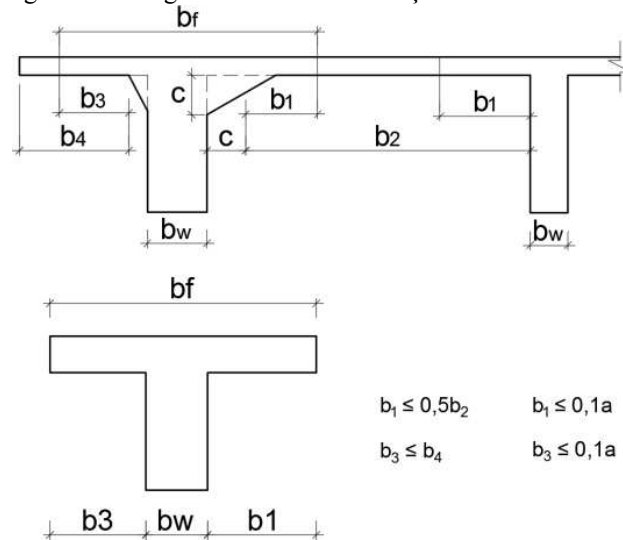 bf
b3
c
b1
b1
b4
c
b2
bw
bw
bf
b₁ ≤ 0,5b₂ b₁ ≤ 0,1a
b₃ ≤ b₄ b₃ ≤ 0,1a
b3 bw b1